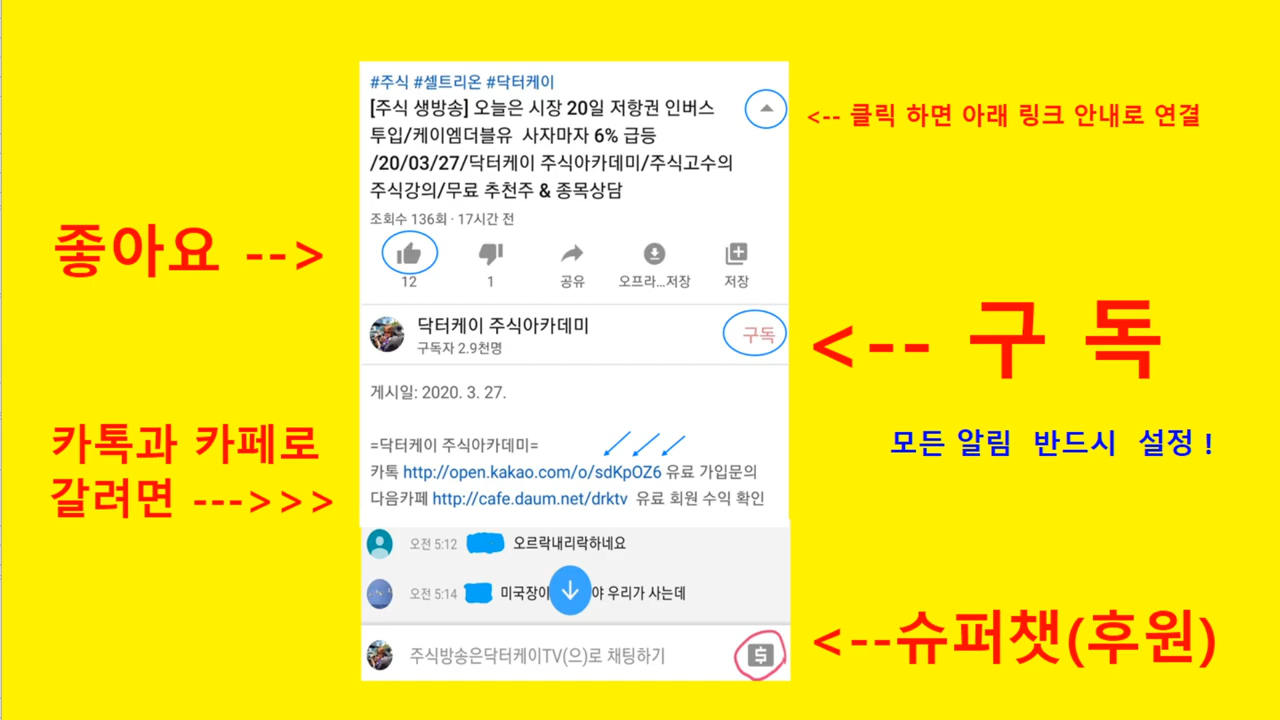 #주식 #셀트리온 #닥터케이
[주식 생방송] 오늘은 시장 20일 저항권 인버스
투입/케이엠더블유 사자마자 6% 급등
/20/03/27/닥터케이 주식아카데미/주식고수의
주식강의/무료 추천주 & 종목상담
<-- 클릭 하면 아래 링크 안내로 연결
조회수 136회 · 17시간 전
좋아요 -->
12
1
공유
오프라...저장
저장
닥터케이 주식아카데미
구독자 2.9천명
구독
<-- 구 독
게시일: 2020. 3. 27.
모든 알림 반드시 설정 !
카톡과 카페로
갈려면 --->>>
=닥터케이 주식아카데미=
카톡 http://open.kakao.com/o/sdKpOZ6 유료 가입문의
다음카페 http://cafe.daum.net/drktv 유료 회원 수익 확인
오전 5:12 오르락내리락하네요
오전 5:14 미국장이 야 우리가 사는데
주식방송은닥터케이TV(으)로 채팅하기
<--슈퍼챗(후원)